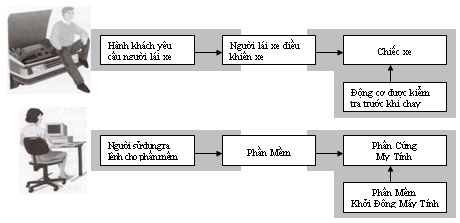 Hành khách yêu
cầu người lái xe
Người lái xe điều
khiển xe
Chiếc xe
Động cơ được kiểm
tra trước khi chạy
Người sử dụng ra
lệnh cho phần mềm
Phần Mềm
Phần Cứng
My Tính
Phần Mềm
Khởi Động Máy Tính